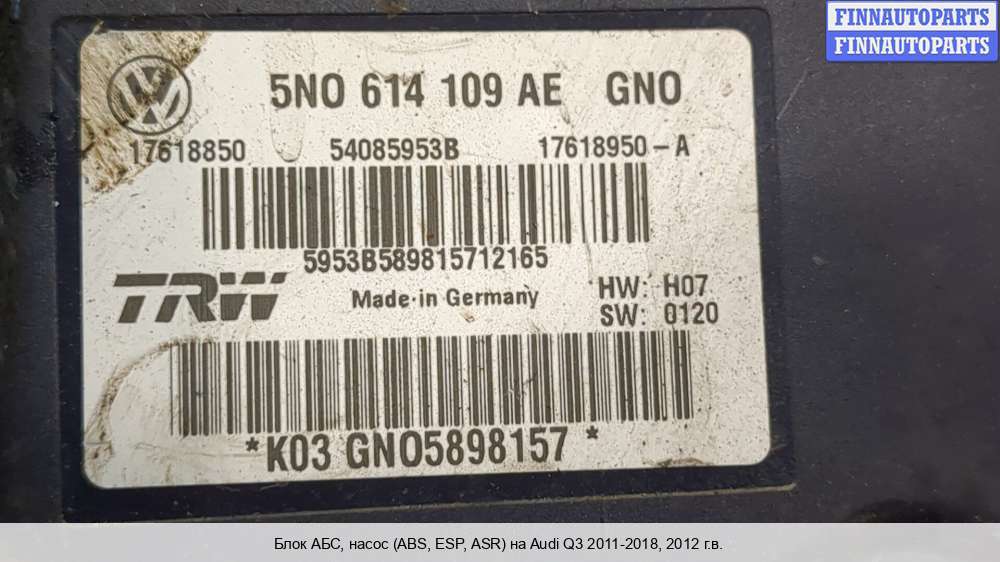 FINNAUTOPARTS
FINNAUTOPARTS
5N0 614 109 AE GNO
17618850 54085953B 17618950-A
5953B589815712165
TRW Made in Germany HW: H07
SW: 0120
*K03 GNO5898157 *
Блок АБС, насос (ABS, ESP, ASR) на Audi Q3 2011-2018, 2012 г.в.